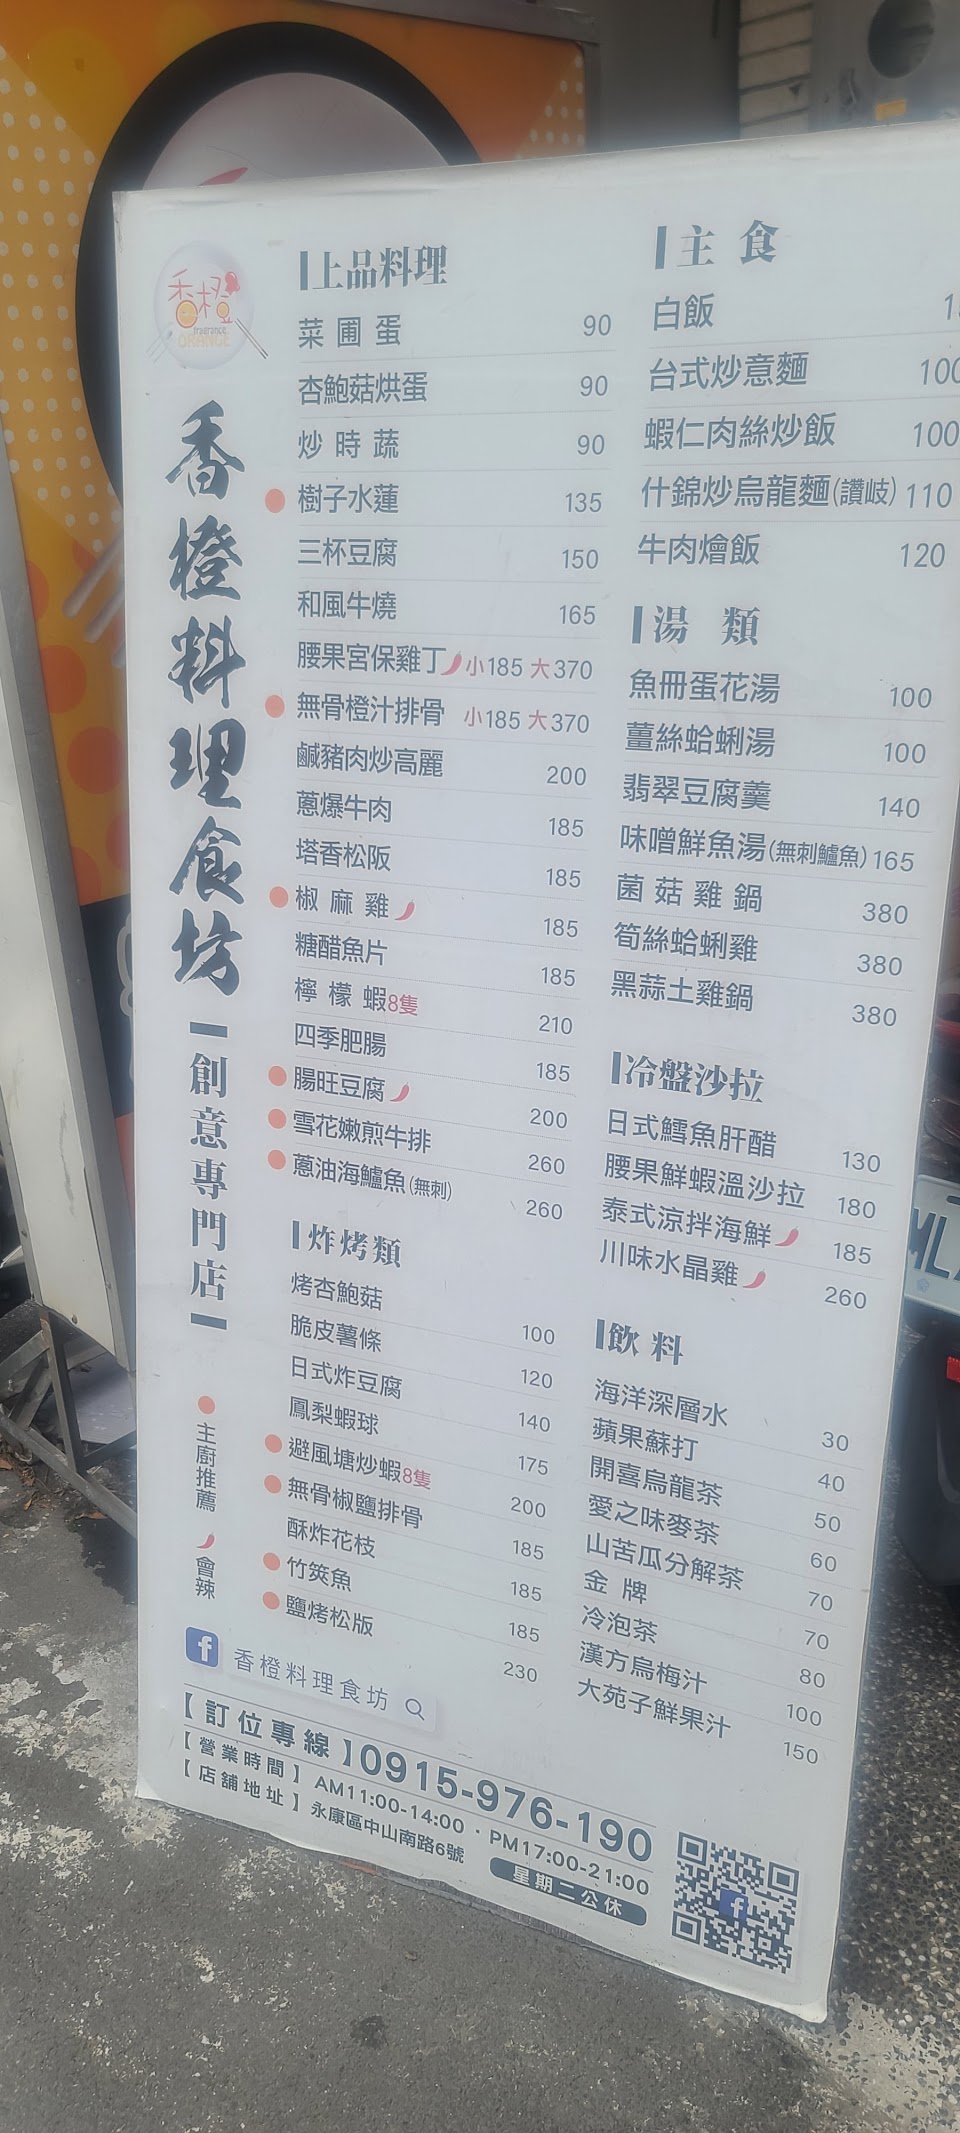 香橙
fragrance
ORANGE
香橙料理食坊
創意專門店
主廚推薦
會辣
上品料理
菜圃蛋 90
杏鮑菇烘蛋 90
炒時蔬 90
樹子水蓮 135
三杯豆腐 150
和風牛燒 165
腰果宮保雞丁 小185 大370
無骨橙汁排骨 小185 大370
鹹豬肉炒高麗 200
蔥爆牛肉 185
塔香松阪 185
椒麻雞 185
糖醋魚片 185
檸檬蝦8隻 210
四季肥腸 185
腸旺豆腐 200
雪花嫩煎牛排 260
蔥油海鱸魚(無刺) 260
炸烤類
烤杏鮑菇 100
脆皮薯條 120
日式炸豆腐 140
鳳梨蝦球 175
避風塘炒蝦8隻 200
無骨椒鹽排骨 185
酥炸花枝 185
竹筴魚 185
鹽烤松版 230
主食
白飯
台式炒意麵 100
蝦仁肉絲炒飯 100
什錦炒烏龍麵(讚岐) 110
牛肉燴飯 120
湯類
魚冊蛋花湯 100
薑絲蛤蜊湯 100
翡翠豆腐羹 140
味噌鮮魚湯(無刺鱸魚) 165
菌菇雞鍋 380
筍絲蛤蜊雞 380
黑蒜土雞鍋 380
冷盤沙拉
日式鱈魚肝醋 130
腰果鮮蝦溫沙拉 180
泰式涼拌海鮮 185
川味水晶雞 260
飲料
海洋深層水 30
蘋果蘇打 40
開喜烏龍茶 50
愛之味麥茶 60
山苦瓜分解茶 70
金牌 70
冷泡茶 80
漢方烏梅汁 100
大苑子鮮果汁 150
香橙料理食坊
【訂位專線】0915-976-190
【營業時間】AM11:00-14:00·PM17:00-21:00
【店舖地址】永康區中山南路6號 星期二公休
ML